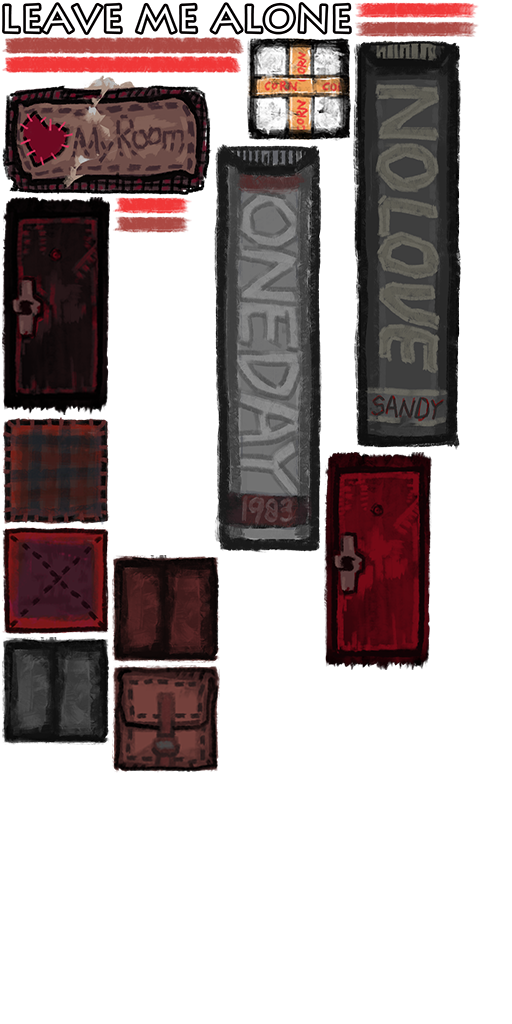 LEAVE ME ALONE
CORN
CORN CO
CORN
My Room
NOLOVE
SANDY
ONEDAY
1983